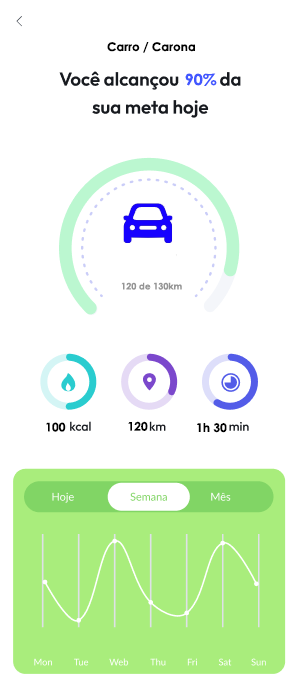 Carro / Carona
Você alcançou 90% da
sua meta hoje
120 de 130km
100 kcal
120 km
1h 30 min
Hoje
Semana
Mês
Mon Tue Web Thu Fri Sat Sun